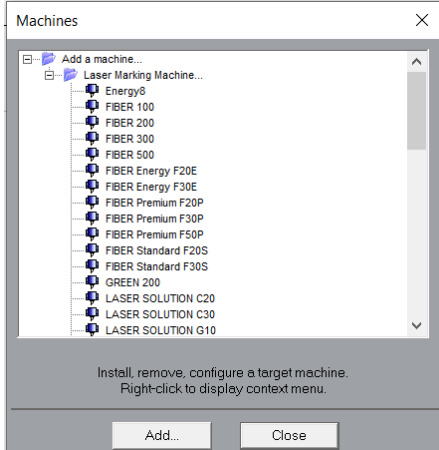 Machines
Add a machine...
Laser Marking Machine...
Energy8
FIBER 100
FIBER 200
FIBER 300
FIBER 500
FIBER Energy F20E
FIBER Energy F30E
FIBER Premium F20P
FIBER Premium F30P
FIBER Premium F50P
FIBER Standard F20S
FIBER Standard F30S
GREEN 200
LASER SOLUTION C20
LASER SOLUTION C30
LASER SOLUTION G10
Install, remove, configure a target machine.
Right-click to display context menu.
Add... Close